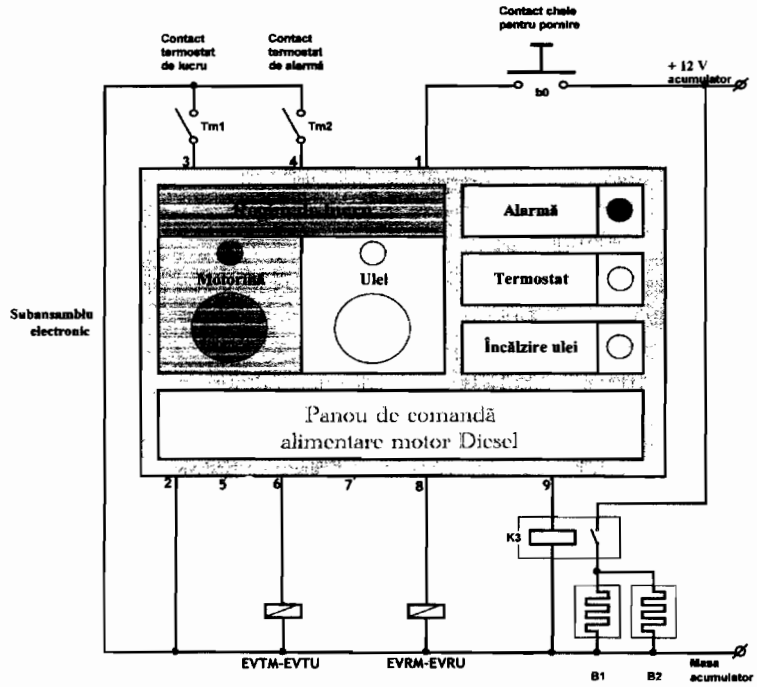 Contact cheie
pentru pornire
Contact
termostat
de lucru
Contact
termostat
de alarmă
+ 12 V
acumulator
b0
Tm1
Tm2
3
4
1
Alarmă
Motorină
Ulei
Termostat
Subansamblu
electronic
Încălzire ulei
Panou de comandă
alimentare motor Diesel
2
5
6
7
8
9
K3
EVTM-EVTU
EVRM-EVRU
B1
B2
Masa
acumulator